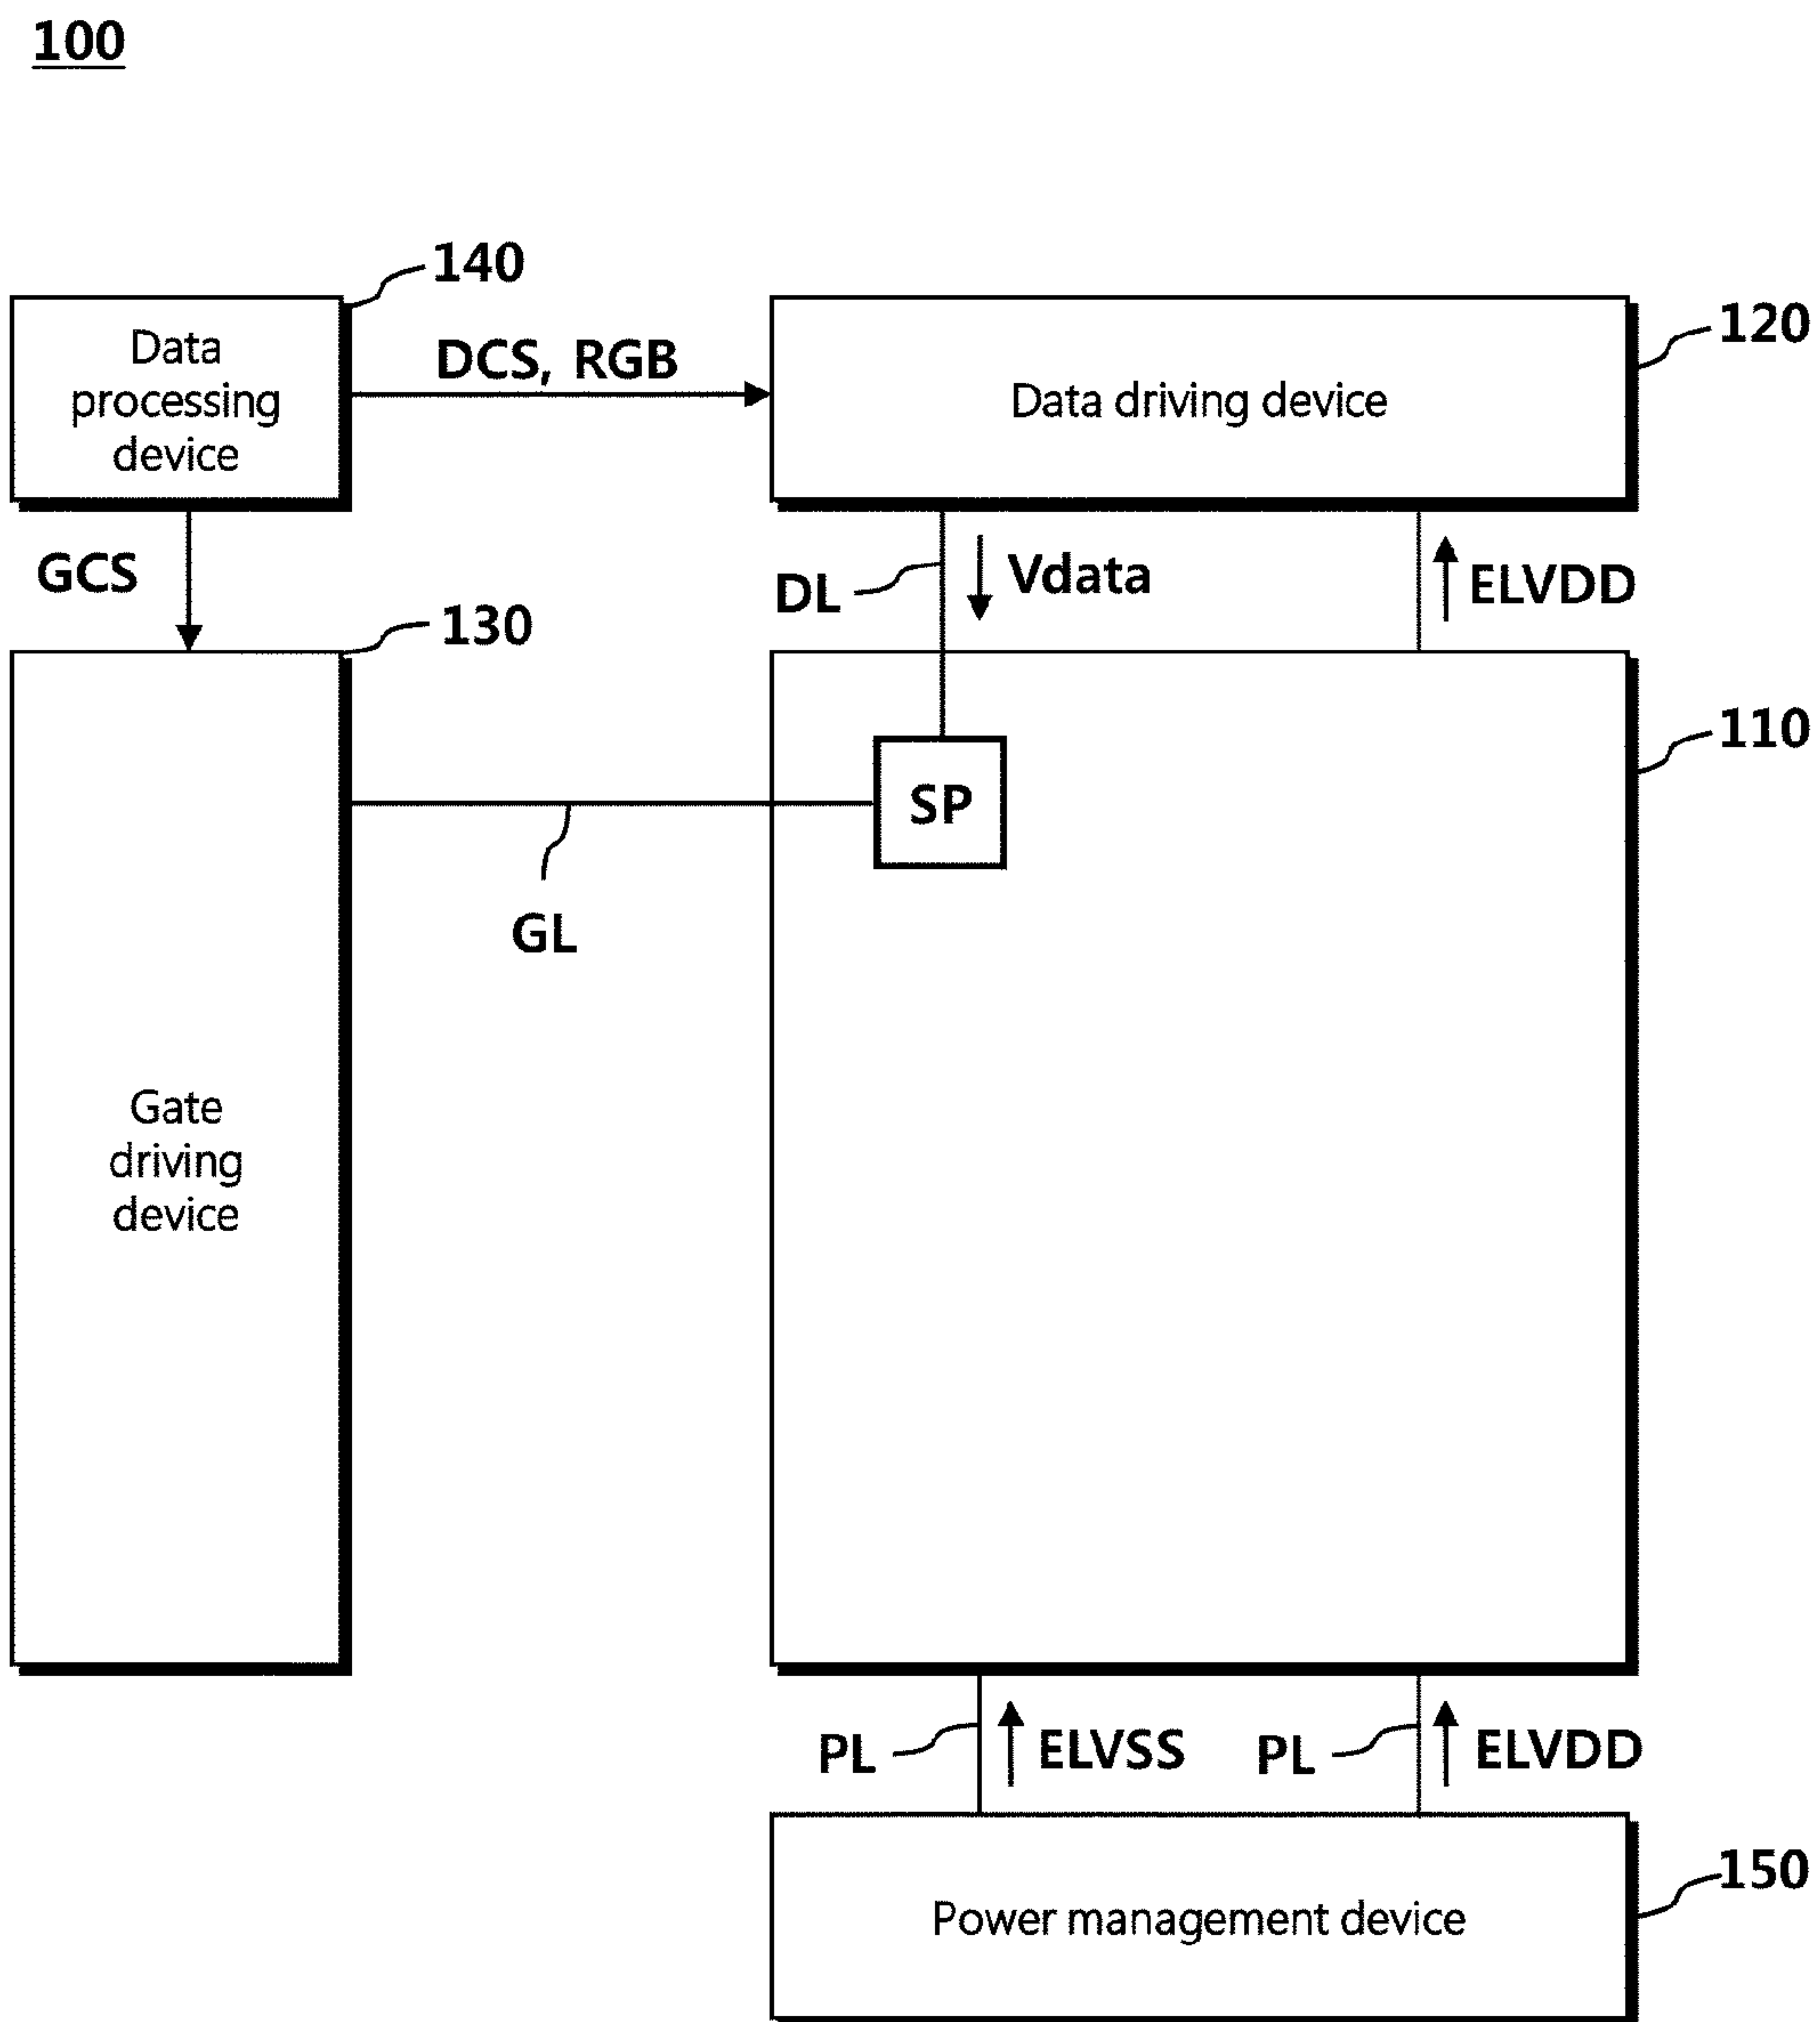 100
140
Data
processing
device
DCS, RGB
120
Data driving device
GCS
DL
Vdata
ELVDD
130
110
SP
GL
Gate
driving
device
PL
ELVSS
PL
ELVDD
150
Power management device